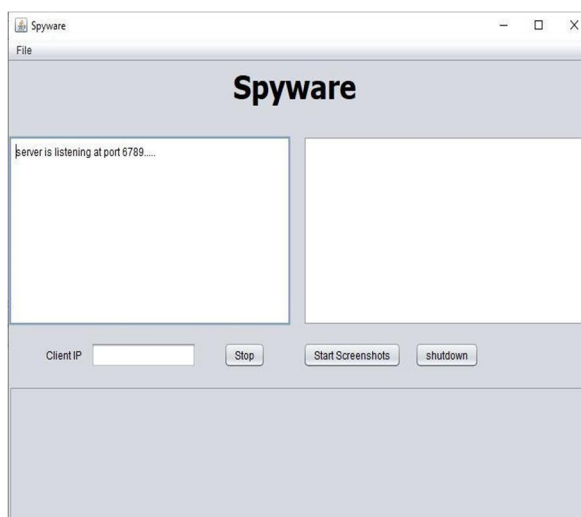 Spyware
File
Spyware
server is listening at port 6789.....
Client IP
Stop
Start Screenshots
shutdown